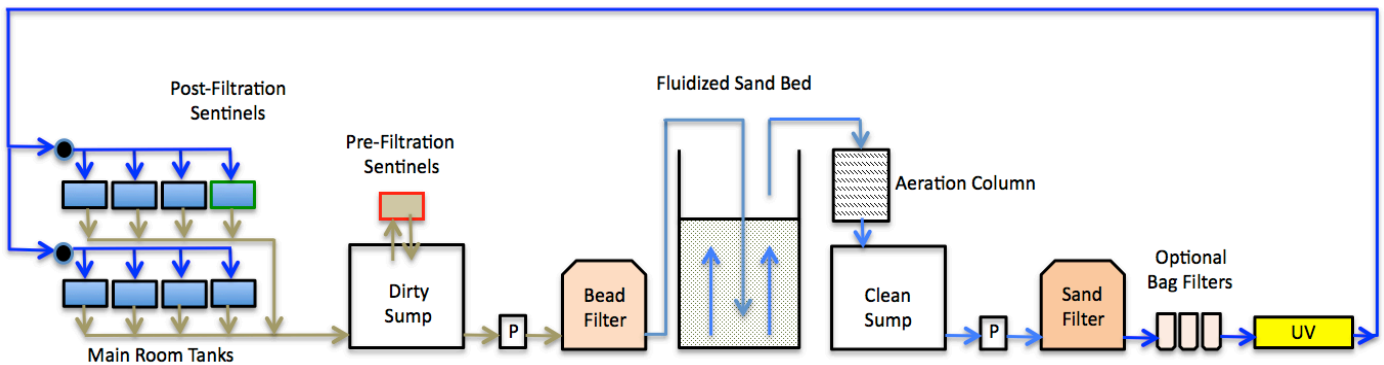 Post-Filtration
Sentinels
Pre-Filtration
Sentinels
Fluidized Sand Bed
Aeration Column
Optional
Bag Filters
Dirty
Sump
P
Bead
Filter
Clean
Sump
P
Sand
Filter
UV
Main Room Tanks